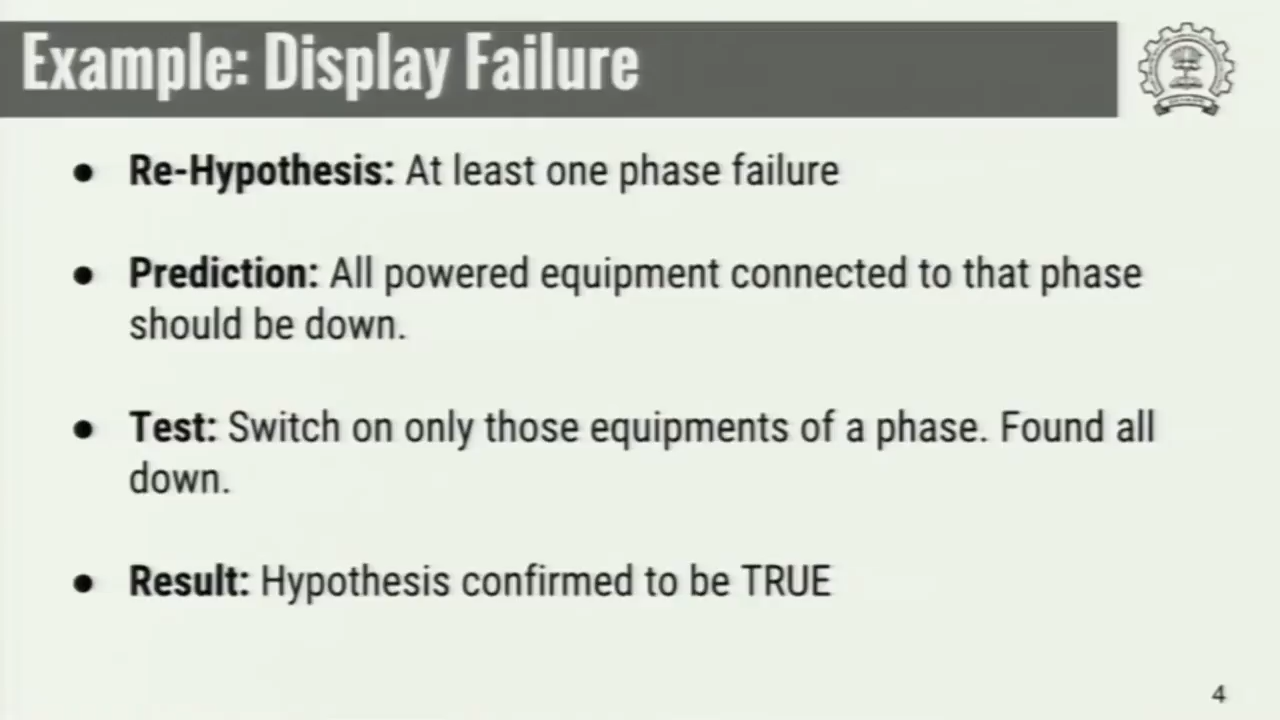 Example: Display Failure
● Re-Hypothesis: At least one phase failure
● Prediction: All powered equipment connected to that phase
should be down.
● Test: Switch on only those equipments of a phase. Found all
down.
● Result: Hypothesis confirmed to be TRUE
4